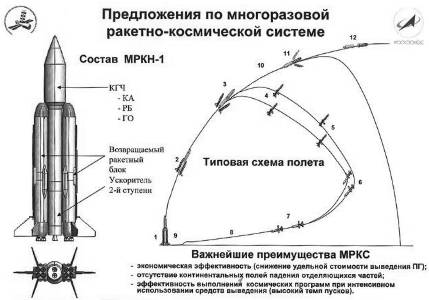 Предложения по многоразовой
ракетно-космической системе
РОСКОСМОС
Состав МРКН-1
КГЧ
- КА
- РБ
- ГО
Возвращаемый
ракетный
блок
Ускоритель
2-й ступени
Типовая схема полета
1
2
3
4
5
6
7
8
9
10
11
12
Важнейшие преимущества МРКС
- экономическая эффективность (снижение удельной стоимости выведения ПГ);
- отсутствие континентальных полей падения отделяющихся частей;
- эффективность выполнения космических программ при интенсивном
использовании средств выведения (высокий темп пусков).